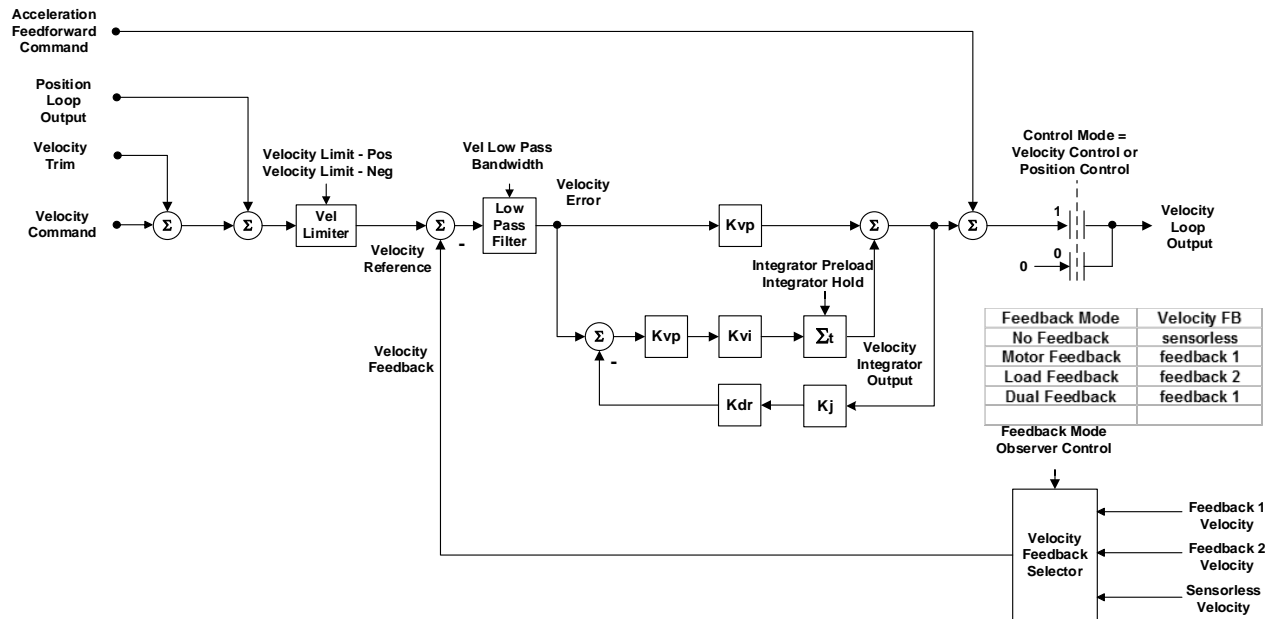 Acceleration
Feedforward
Command
Position
Loop
Output
Velocity
Trim
Velocity
Command
Σ
Σ
Velocity Limit - Pos
Velocity Limit - Neg
Vel
Limiter
Velocity
Reference
Σ
-
Vel Low Pass
Bandwidth
Low
Pass
Filter
Velocity
Error
Kvp
Σ
Σ
Control Mode =
Velocity Control or
Position Control
1
0
0
Velocity
Loop
Output
Integrator Preload
Integrator Hold
Σ
-
Kvp
Kvi
Σt
Velocity
Integrator
Output
Kdr
Kj
Velocity
Feedback
Feedback Mode Velocity FB
No Feedback sensorless
Motor Feedback feedback 1
Load Feedback feedback 2
Dual Feedback feedback 1
Feedback Mode
Observer Control
Velocity
Feedback
Selector
Feedback 1
Velocity
Feedback 2
Velocity
Sensorless
Velocity